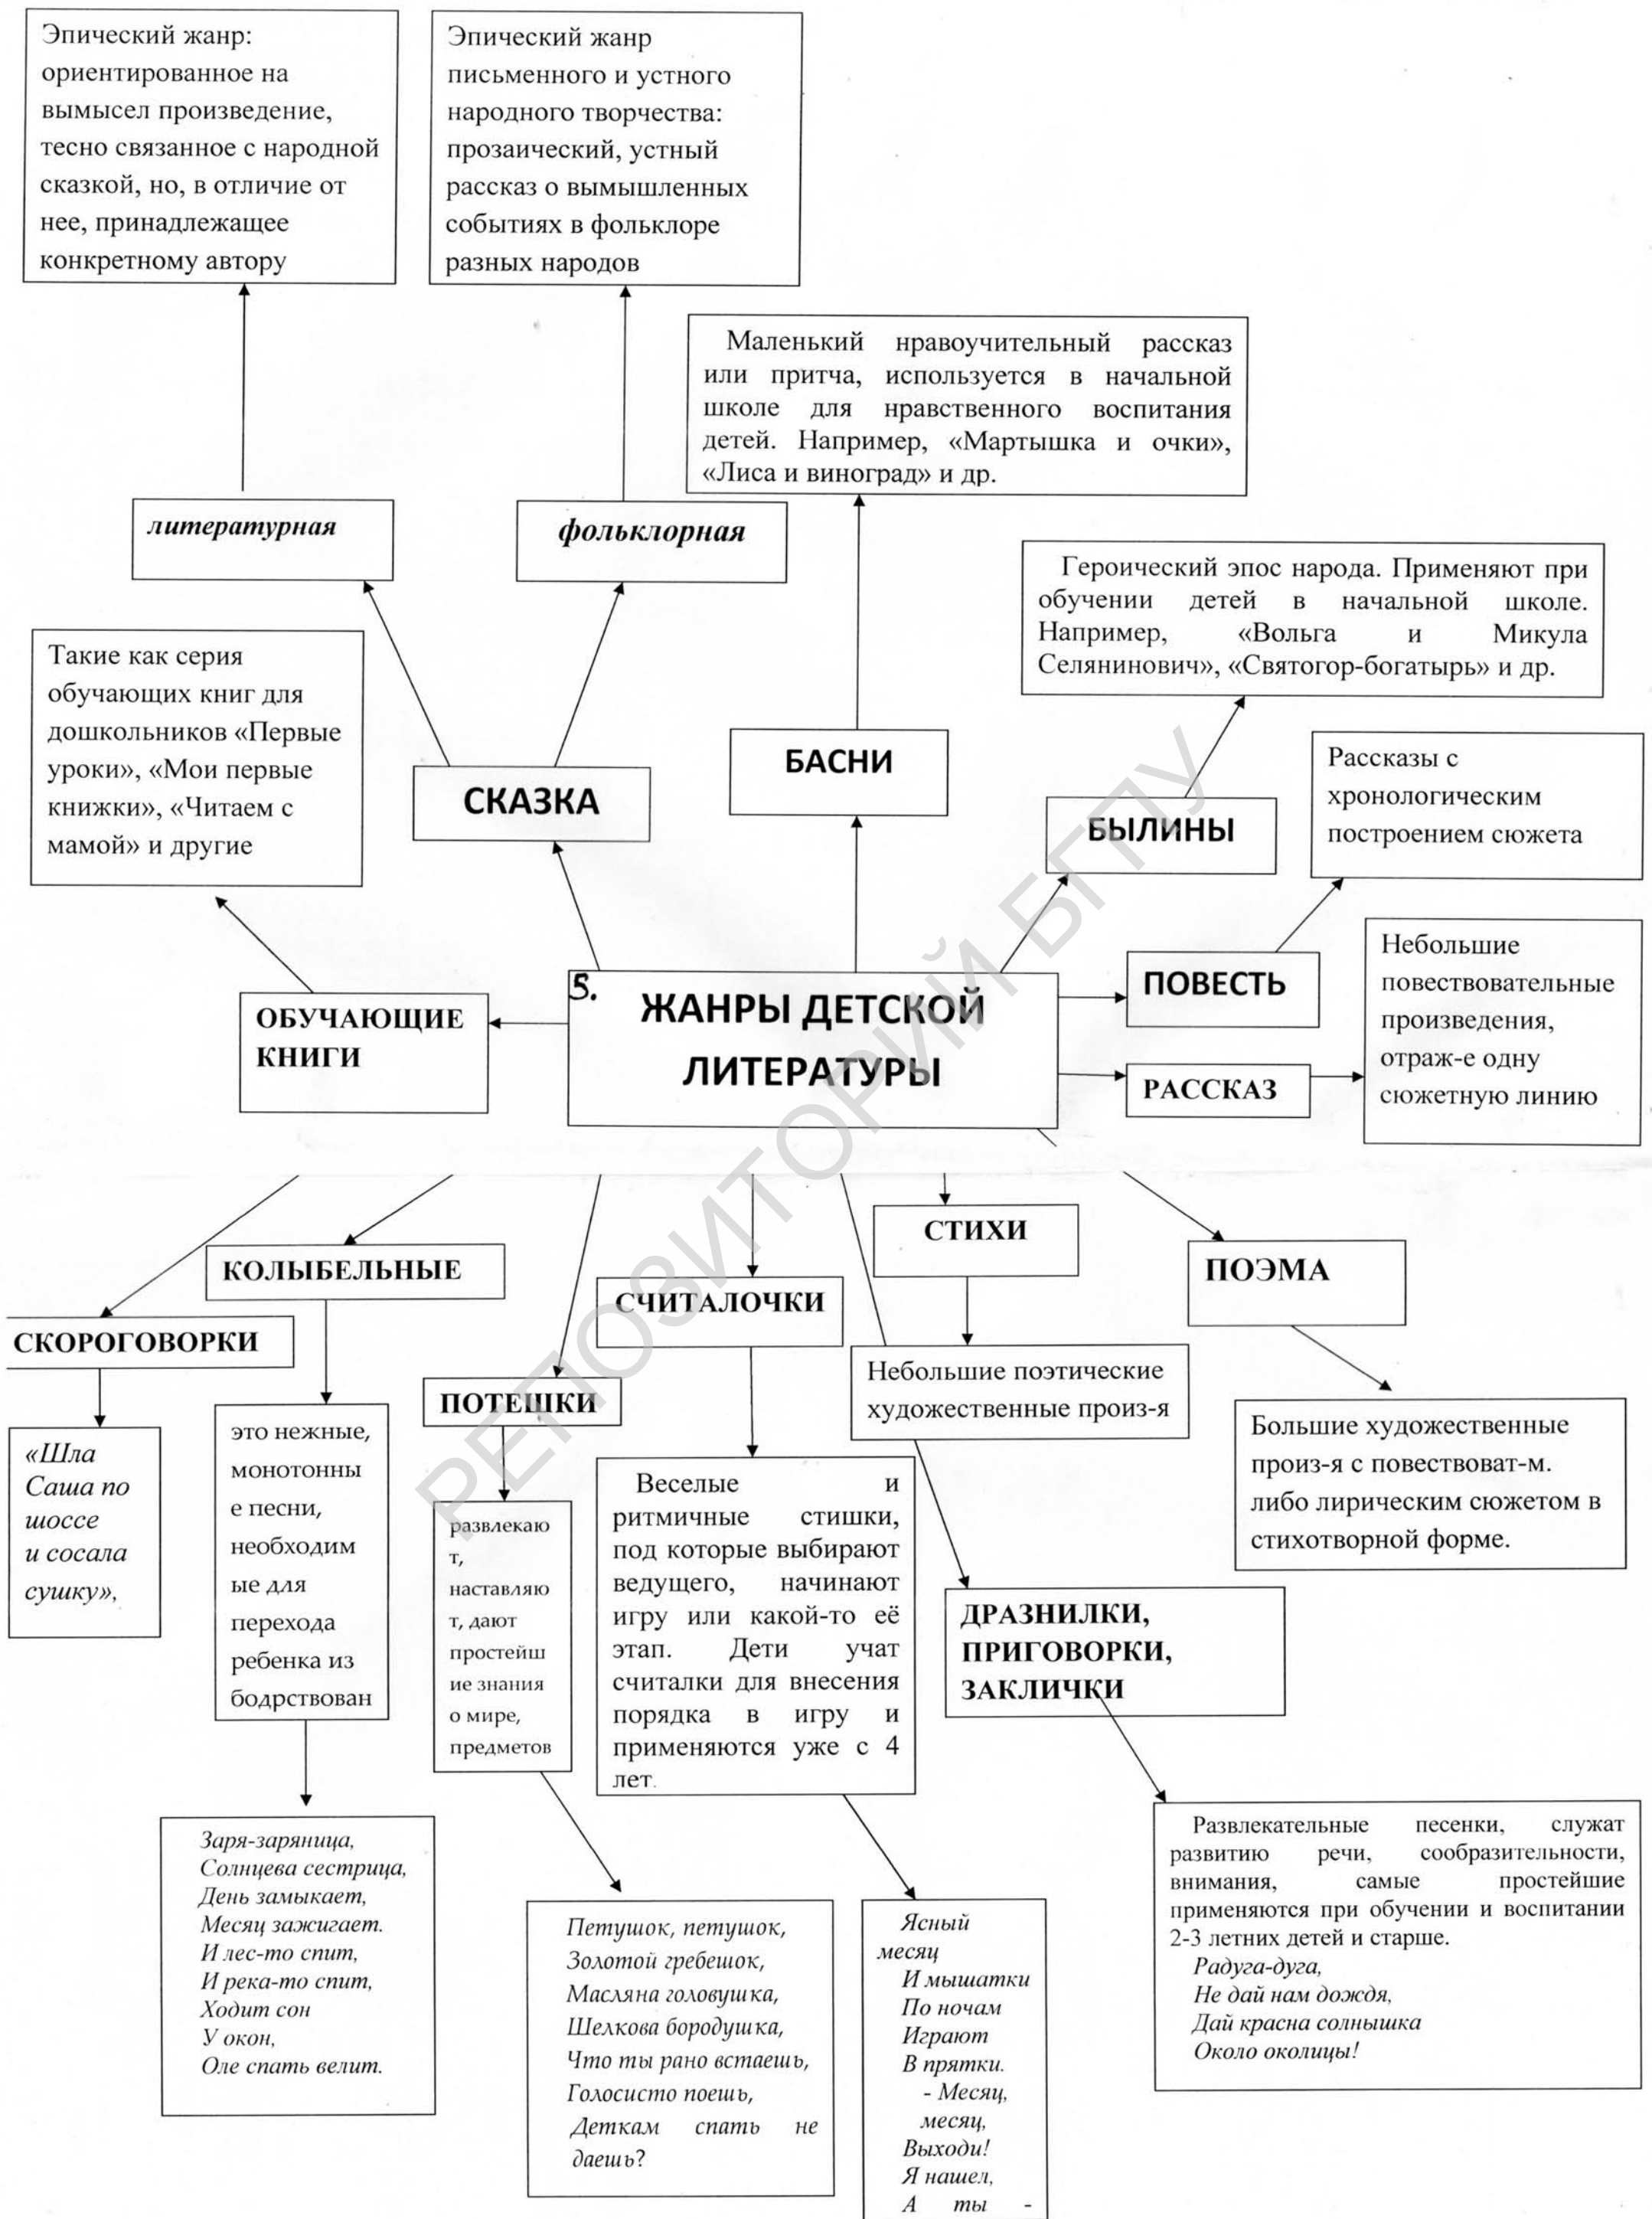 Эпический жанр:
ориентированное на
вымысел произведение,
тесно связанное с народной
сказкой, но, в отличие от
нее, принадлежащее
конкретному автору
Эпический жанр
письменного и устного
народного творчества:
прозаический, устный
рассказ о вымышленных
событиях в фольклоре
разных народов
Маленький нравоучительный рассказ
или притча, используется в начальной
школе для нравственного воспитания
детей. Например, «Мартышка и очки»,
«Лиса и виноград» и др.
литературная
фольклорная
Героический эпос народа. Применяют при
обучении детей в начальной школе.
Например, «Вольга и Микула
Селянинович», «Святогор-богатырь» и др.
Такие как серия
обучающих книг для
дошкольников «Первые
уроки», «Мои первые
книжки», «Читаем с
мамой» и другие
СКАЗКА
БАСНИ
БЫЛИНЫ
Рассказы с
хронологическим
построением сюжета
ОБУЧАЮЩИЕ
КНИГИ
5. ЖАНРЫ ДЕТСКОЙ
ЛИТЕРАТУРЫ
ПОВЕСТЬ
РАССКАЗ
Небольшие
повествовательные
произведения,
отраж-е одну
сюжетную линию
РЕПОЗИТОРИЙ БГПУ
СКОРОГОВОРКИ
КОЛЫБЕЛЬНЫЕ
ПОТЕШКИ
СЧИТАЛОЧКИ
СТИХИ
ПОЭМА
«Шла
Саша по
шоссе
и сосала
сушку»,
это нежные,
монотонны
е песни,
необходим
ые для
перехода
ребенка из
бодрствован
развлекаю
т,
наставляю
т, дают
простейш
ие знания
о мире,
предметов
Веселые и
ритмичные стишки,
под которые выбирают
ведущего, начинают
игру или какой-то её
этап. Дети учат
считалки для внесения
порядка в игру и
применяются уже с 4
лет.
Небольшие поэтические
художественные произ-я
Большие художественные
произ-я с повествоват-м.
либо лирическим сюжетом в
стихотворной форме.
ДРАЗНИЛКИ,
ПРИГОВОРКИ,
ЗАКЛИЧКИ
Заря-заряница,
Солнцева сестрица,
День замыкает,
Месяц зажигает.
И лес-то спит,
И река-то спит,
Ходит сон
У окон,
Оле спать велит.
Петушок, петушок,
Золотой гребешок,
Масляна головушка,
Шелкова бородушка,
Что ты рано встаешь,
Голосисто поешь,
Деткам спать не
даешь?
Ясный
месяц
И мышатки
По ночам
Играют
В прятки.
- Месяц,
месяц,
Выходи!
Я нашел,
А ты -
Развлекательные песенки, служат
развитию речи, сообразительности,
внимания, самые простейшие
применяются при обучении и воспитании
2-3 летних детей и старше.
Радуга-дуга,
Не дай нам дождя,
Дай красна солнышка
Около околицы!